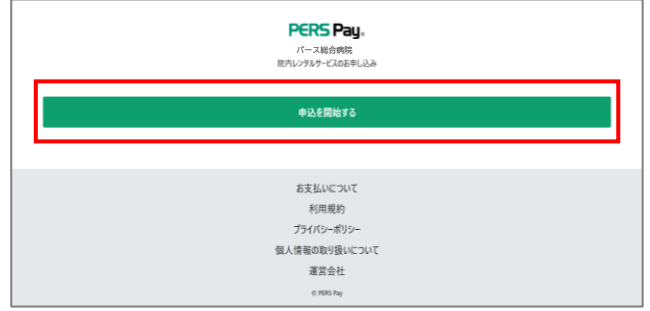 PERS Pay.
パース総合病院
院内レンタルサービスのお申し込み
申込を開始する
お支払いについて
利用規約
プライバシーポリシー
個人情報の取り扱いについて
運営会社
© PERS Pay